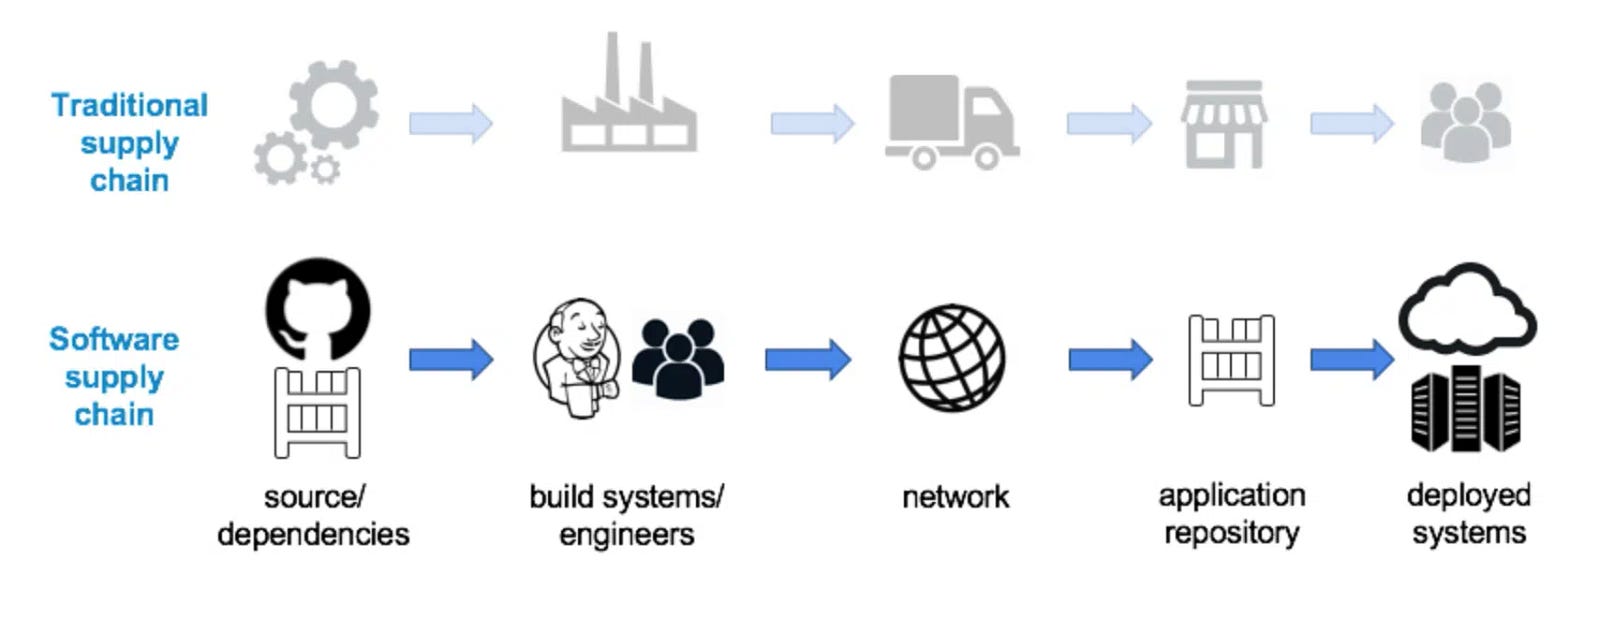 Traditional
supply
chain
Software
supply
chain
source/
dependencies
build systems/
engineers
network
application
repository
deployed
systems